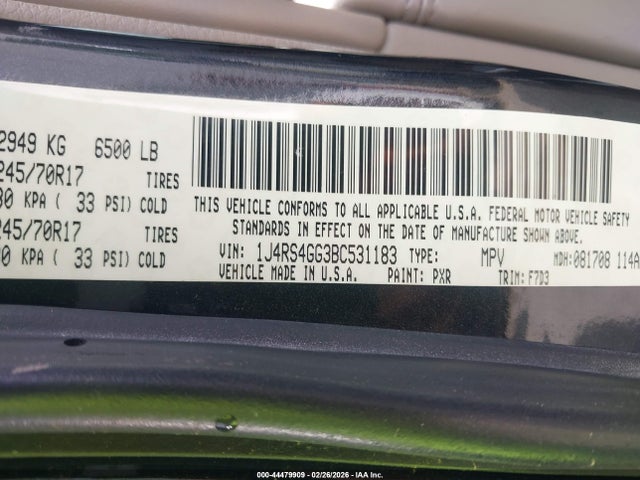 2949 KG 6500 LB
245/70R17 TIRES
30 KPA ( 33 PSI) COLD
245/70R17 TIRES
0 KPA ( 33 PSI) COLD
THIS VEHICLE CONFORMS TO ALL APPLICABLE U.S.A. FEDERAL MOTOR VEHICLE SAFETY
STANDARDS IN EFFECT ON THE DATE OF MANUFACTURE SHOWN ABOVE.
VIN: 1J4RS4GG3BC531183 TYPE: MPV MDH:081708 114A
VEHICLE MADE IN U.S.A. PAINT: PXR TRIM: F7D3
000-44479909 - 02/26/2026 - IAA Inc.